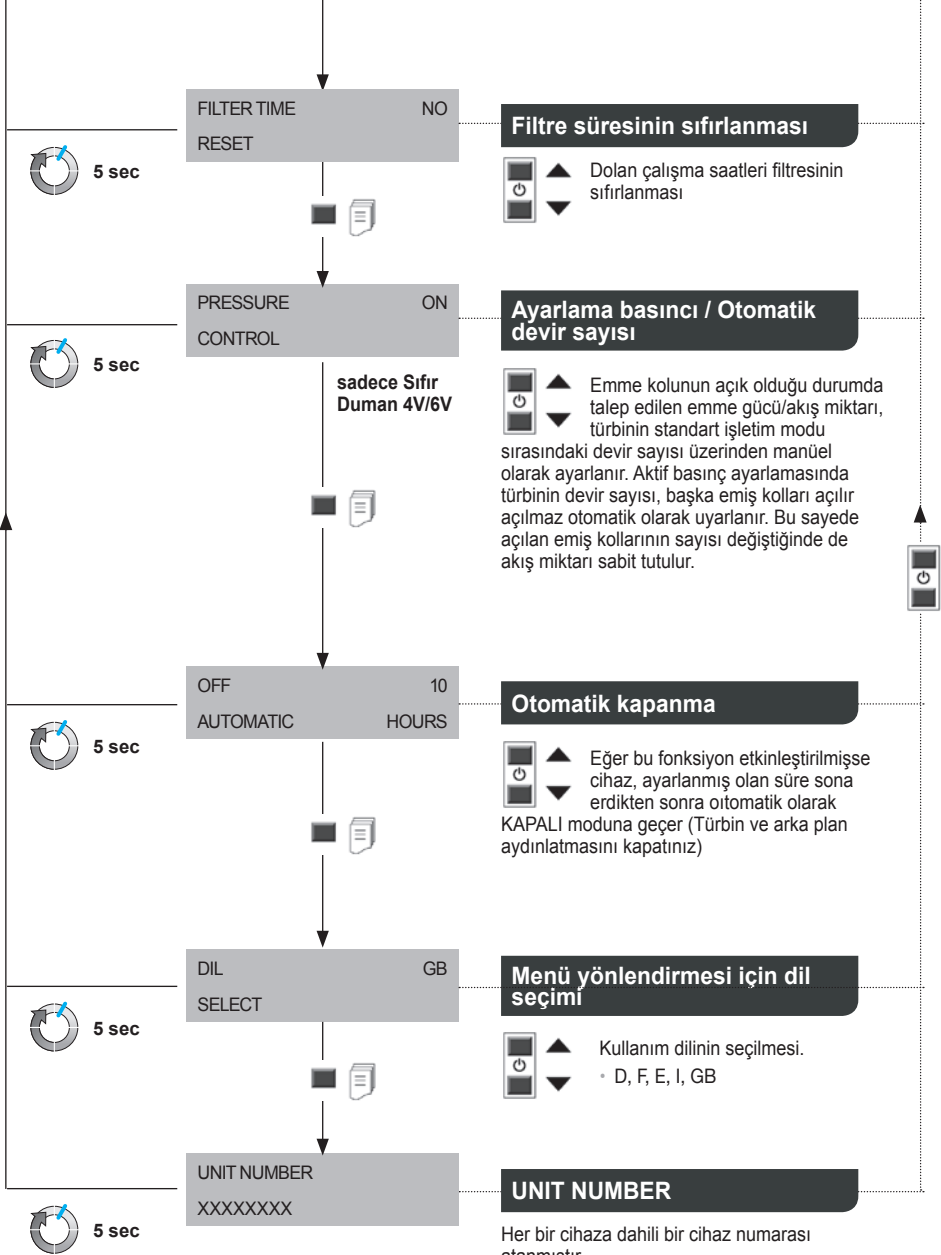 FILTER TIME NO
RESET
5 sec
Filtre süresinin sıfırlanması
Dolan çalışma saatleri filtresinin
sıfırlanması
PRESSURE ON
CONTROL
5 sec
sadece Sıfır
Duman 4V/6V
Ayarlama basıncı / Otomatik
devir sayısı
Emme kolunun açık olduğu durumda
talep edilen emme gücü/akış miktarı,
türbinin standart işletim modu
sırasındaki devir sayısı üzerinden manüel
olarak ayarlanır. Aktif basınç ayarlamasında
türbinin devir sayısı, başka emiş kolları açılır
açılmaz otomatik olarak uyarlanır. Bu sayede
açılan emiş kollarının sayısı değiştiğinde de
akış miktarı sabit tutulur.
OFF 10
AUTOMATIC HOURS
5 sec
Otomatik kapanma
Eğer bu fonksiyon etkinleştirilmişse
cihaz, ayarlanmış olan süre sona
erdikten sonra oıtomatik olarak
KAPALI moduna geçer (Türbin ve arka plan
aydınlatmasını kapatınız)
DIL GB
SELECT
5 sec
Menü yönlendirmesi için dil
seçimi
Kullanım dilinin seçilmesi.
• D, F, E, I, GB
UNIT NUMBER
XXXXXXXX
5 sec
UNIT NUMBER
Her bir cihaza dahili bir cihaz numarası